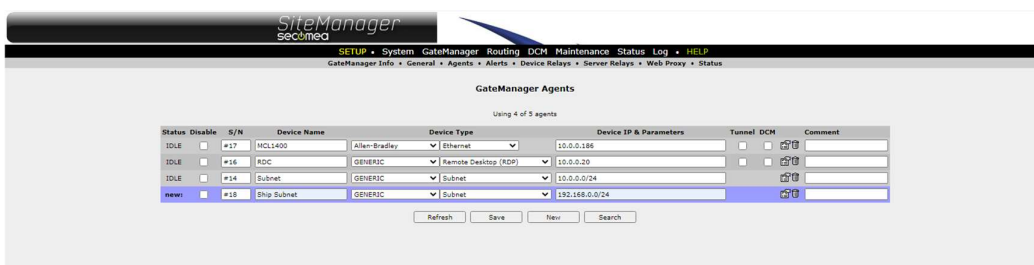 SiteManager
secomea
SETUP • System GateManager Routing DCM Maintenance Status Log • HELP
GateManager Info • General • Agents • Alerts • Device Relays • Server Relays • Web Proxy • Status
GateManager Agents
Using 4 of 5 agents
Status Disable S/N Device Name Device Type Device IP & Parameters Tunnel DCM Comment
IDLE #17 MCL1400 Allen-Bradley Ethernet 10.0.0.186
IDLE #16 RDC GENERIC Remote Desktop (RDP) 10.0.0.20
IDLE #14 Subnet GENERIC Subnet 10.0.0.0/24
new: #18 Ship Subnet GENERIC Subnet 192.168.0.0/24
Refresh Save New Search